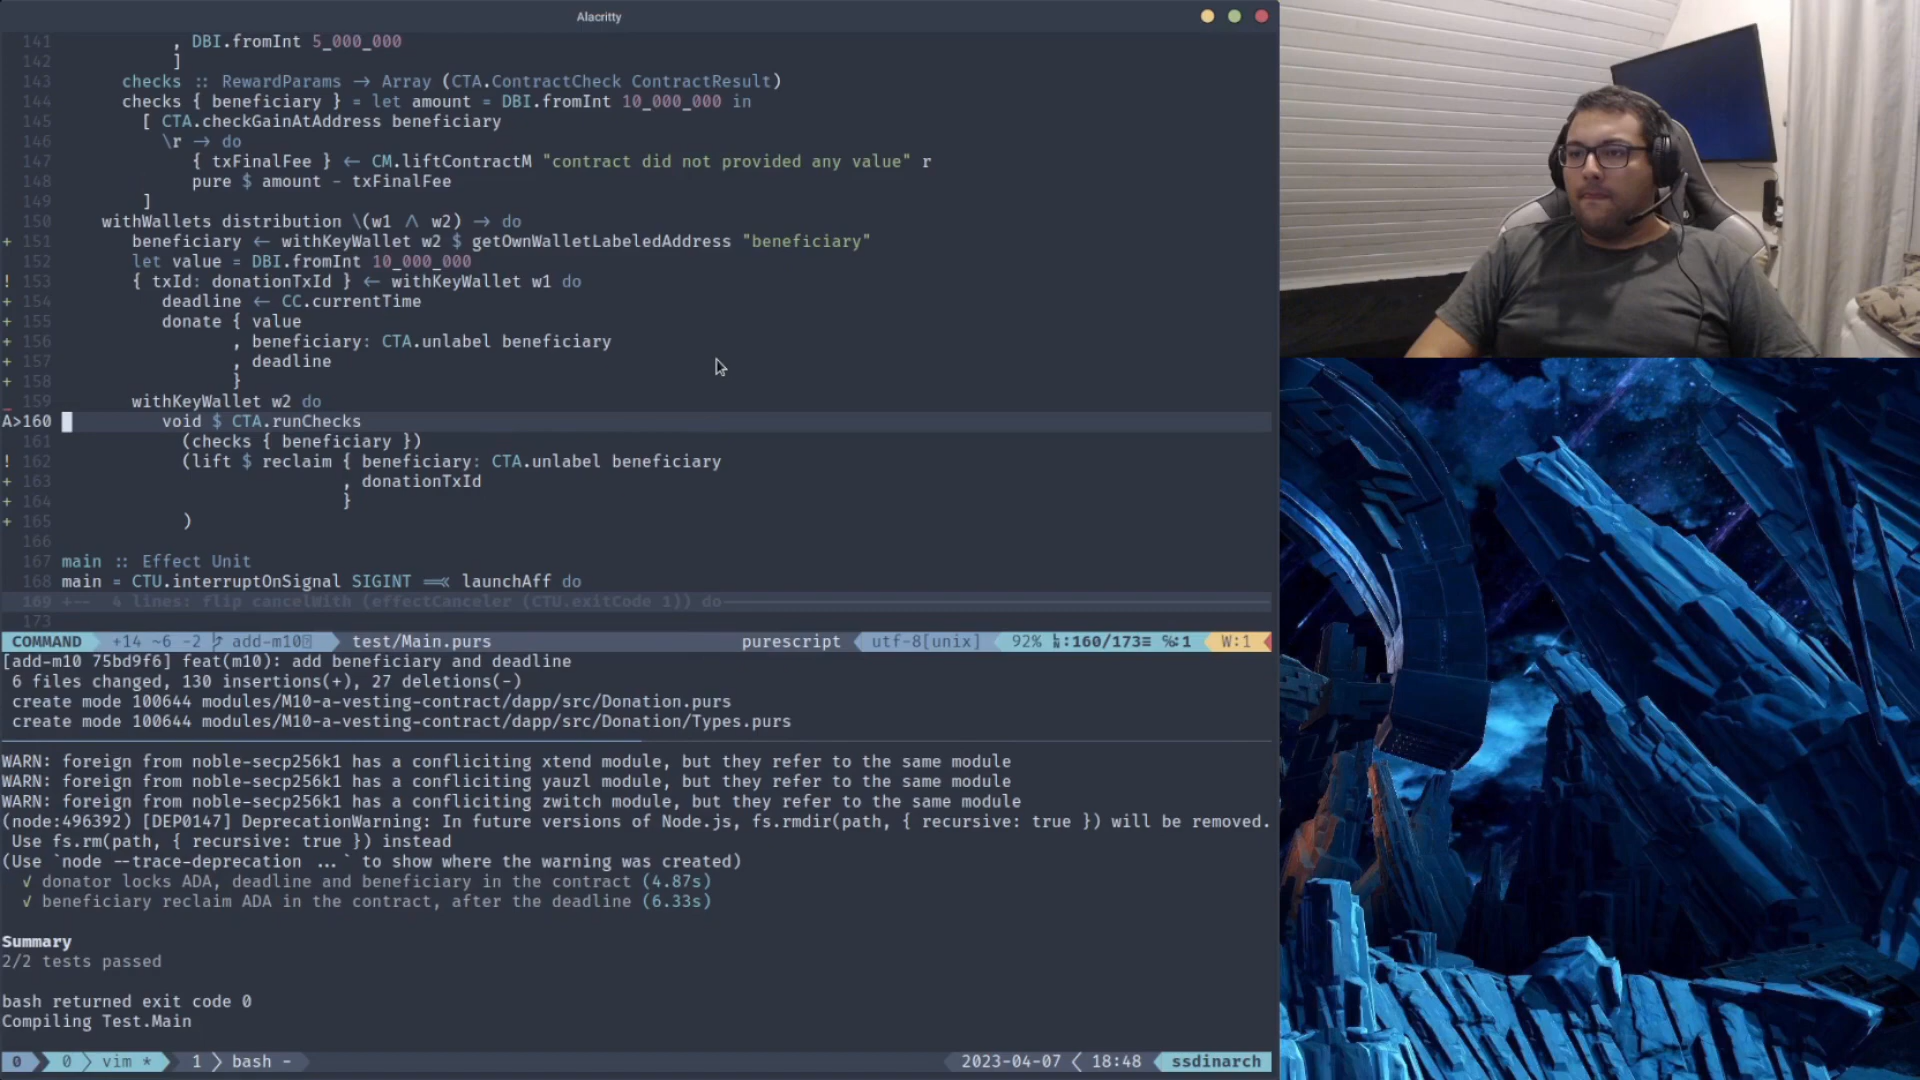 Alacritty
141 , DBI.fromInt 5_000_000
142 ]
143 checks :: RewardParams → Array (CTA.ContractCheck ContractResult)
144 checks { beneficiary } = let amount = DBI.fromInt 10_000_000 in
145 [ CTA.checkGainAtAddress beneficiary
146 \r → do
147 { txFinalFee } ← CM.liftContractM "contract did not provided any value" r
148 pure $ amount - txFinalFee
149 ]
150 withWallets distribution \(w1 /\ w2) → do
+ 151 beneficiary ← withKeyWallet w2 $ getOwnWalletLabeledAddress "beneficiary"
152 let value = DBI.fromInt 10_000_000
! 153 { txId: donationTxId } ← withKeyWallet w1 do
+ 154 deadline ← CC.currentTime
+ 155 donate { value
+ 156 , beneficiary: CTA.unlabel beneficiary
+ 157 , deadline
+ 158 }
_ 159 withKeyWallet w2 do
A>160 void $ CTA.runChecks
161 (checks { beneficiary })
! 162 (lift $ reclaim { beneficiary: CTA.unlabel beneficiary
+ 163 , donationTxId
+ 164 }
+ 165 )
166
167 main :: Effect Unit
168 main = CTU.interruptOnSignal SIGINT =<< launchAff do
169 +-- 4 lines: flip cancelWith (effectCanceler (CTU.exitCode 1)) do
173
COMMAND +14 ~6 -2 add-m10 test/Main.purs purescript utf-8[unix] 92% :160/173≡ ℅:1 W:1
[add-m10 75bd9f6] feat(m10): add beneficiary and deadline
6 files changed, 130 insertions(+), 27 deletions(-)
create mode 100644 modules/M10-a-vesting-contract/dapp/src/Donation.purs
create mode 100644 modules/M10-a-vesting-contract/dapp/src/Donation/Types.purs
WARN: foreign from noble-secp256k1 has a confliciting xtend module, but they refer to the same module
WARN: foreign from noble-secp256k1 has a confliciting yauzl module, but they refer to the same module
WARN: foreign from noble-secp256k1 has a confliciting zwitch module, but they refer to the same module
(node:496392) [DEP0147] DeprecationWarning: In future versions of Node.js, fs.rmdir(path, { recursive: true }) will be removed.
Use fs.rm(path, { recursive: true }) instead
(Use `node --trace-deprecation ...` to show where the warning was created)
√ donator locks ADA, deadline and beneficiary in the contract (4.87s)
√ beneficiary reclaim ADA in the contract, after the deadline (6.33s)
Summary
2/2 tests passed
bash returned exit code 0
Compiling Test.Main
0 0 vim * 1 bash - 2023-04-07 18:48 ssdinarch